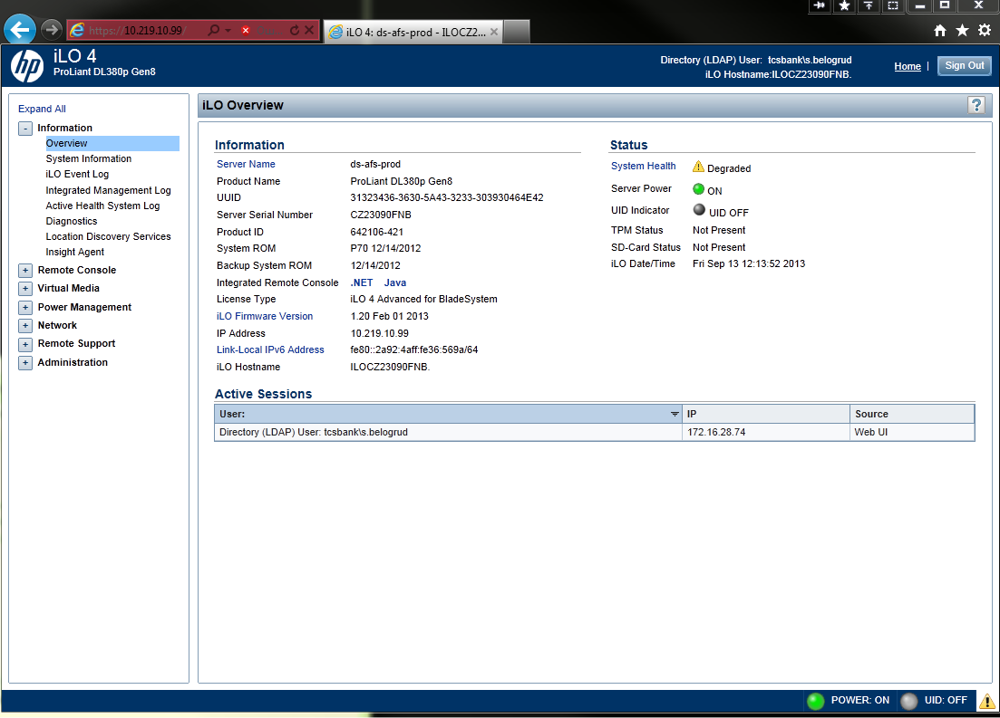 https://10.219.10.99
iLO 4: ds-afs-prod - ILOCZ2...
hp
iLO 4
ProLiant DL380p Gen8
Directory (LDAP) User: tcsbank\s.belogrud
iLO Hostname:ILOCZ23090FNB.
Home |
Sign Out
Expand All
- Information
Overview
System Information
iLO Event Log
Integrated Management Log
Active Health System Log
Diagnostics
Location Discovery Services
Insight Agent
+ Remote Console
+ Virtual Media
+ Power Management
+ Network
+ Remote Support
+ Administration
iLO Overview
?
Information
Server Name ds-afs-prod
Product Name ProLiant DL380p Gen8
UUID 31323436-3630-5A43-3233-303930464E42
Server Serial Number CZ23090FNB
Product ID 642106-421
System ROM P70 12/14/2012
Backup System ROM 12/14/2012
Integrated Remote Console .NET Java
License Type iLO 4 Advanced for BladeSystem
iLO Firmware Version 1.20 Feb 01 2013
IP Address 10.219.10.99
Link-Local IPv6 Address fe80::2a92:4aff:fe36:569a/64
iLO Hostname ILOCZ23090FNB.
Status
System Health Degraded
Server Power ON
UID Indicator UID OFF
TPM Status Not Present
SD-Card Status Not Present
iLO Date/Time Fri Sep 13 12:13:52 2013
Active Sessions
User: IP Source
Directory (LDAP) User: tcsbank\s.belogrud 172.16.28.74 Web UI
POWER: ON UID: OFF